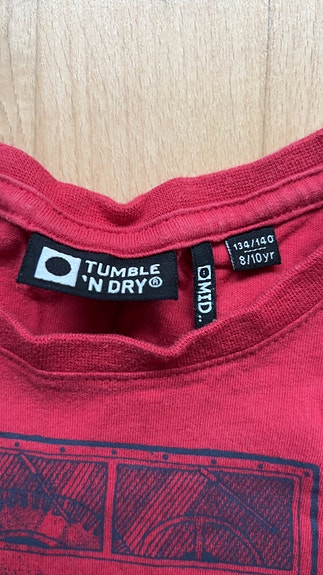 TUMBLE
'N DRY®
MID..
134/140
8/10yr